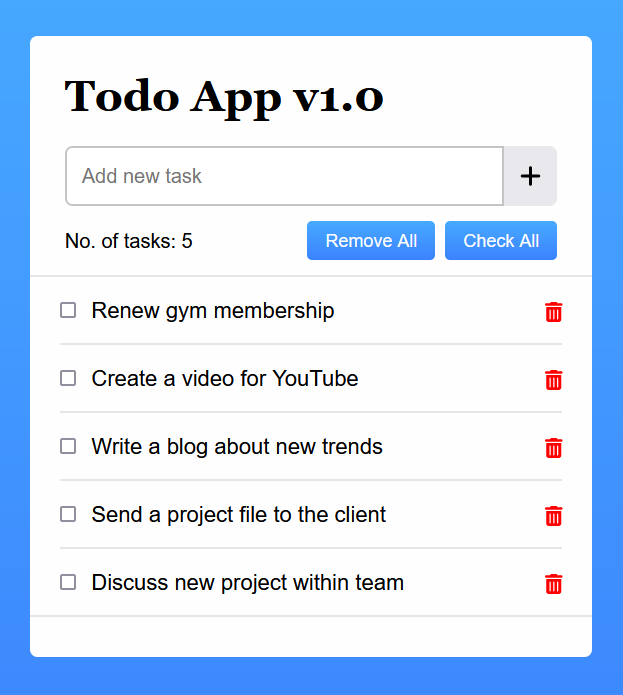 Todo App v1.0
Add new task
No. of tasks: 5 Remove All Check All
Renew gym membership
Create a video for YouTube
Write a blog about new trends
Send a project file to the client
Discuss new project within team